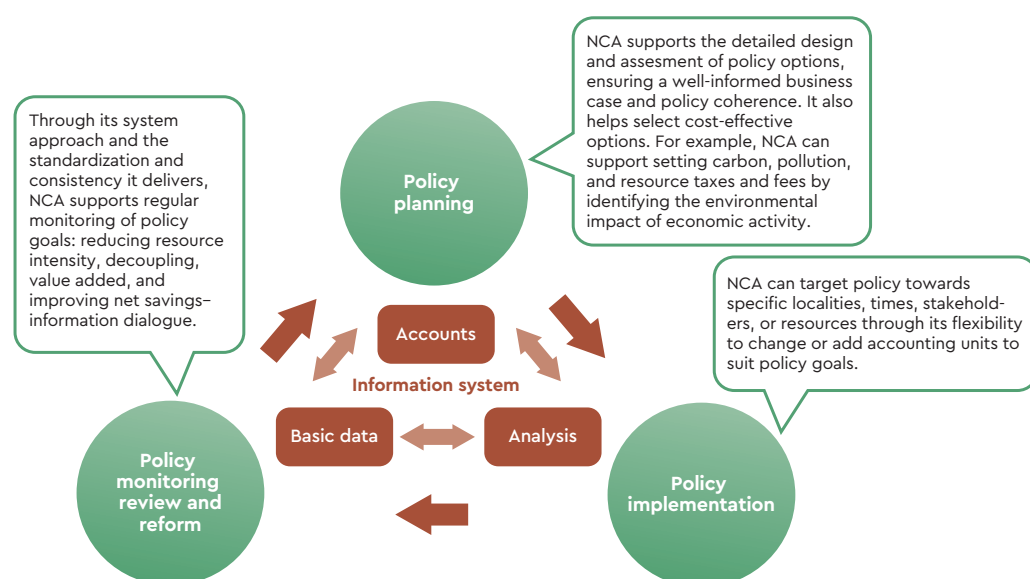 NCA supports the detailed design
and assesment of policy options,
ensuring a well-informed business
case and policy coherence. It also
helps select cost-effective
options. For example, NCA can
support setting carbon, pollution,
and resource taxes and fees by
identifying the environmental
impact of economic activity.
Through its system
approach and the
standardization and
consistency it delivers,
NCA supports regular
monitoring of policy
goals: reducing resource
intensity, decoupling,
value added, and
improving net savings–
information dialogue.
Policy
planning
NCA can target policy towards
specific localities, times, stakehold-
ers, or resources through its flexibility
to change or add accounting units to
suit policy goals.
Accounts
Information system
Basic data
Analysis
Policy
monitoring
review and
reform
Policy
implementation